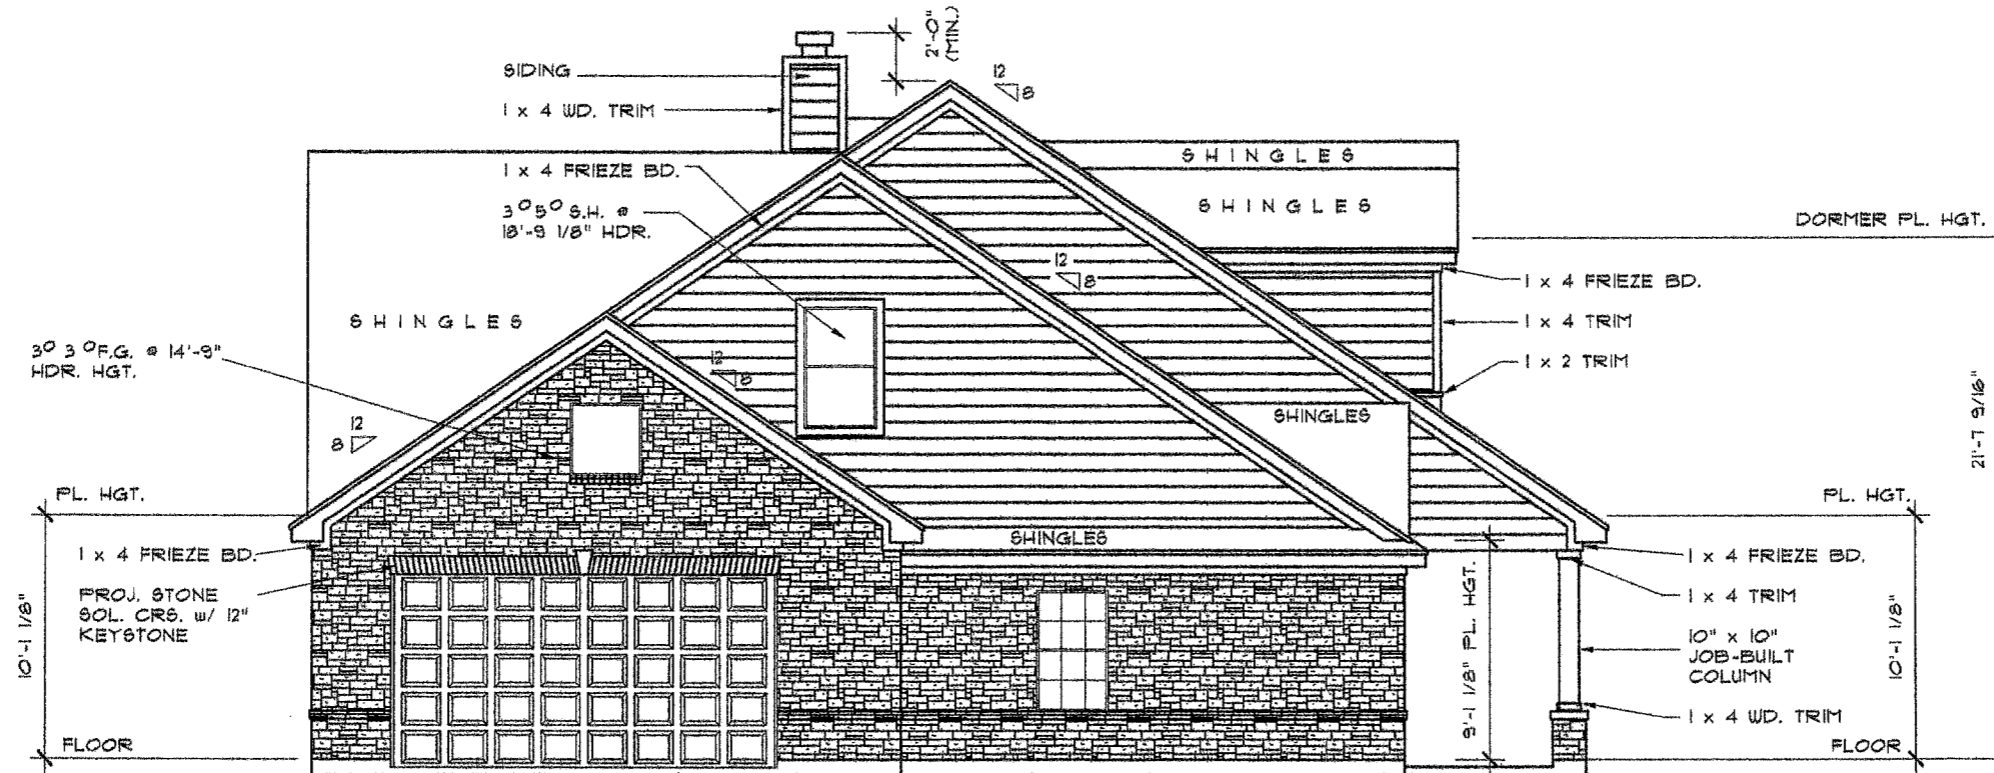 2'-0"
(MIN.)
SIDING
1 x 4 WD. TRIM
12
8
1 x 4 FRIEZE BD.
3⁰5⁰ S.H. @
18'-9 1/8" HDR.
SHINGLES
SHINGLES
DORMER PL. HGT.
12
8
1 x 4 FRIEZE BD.
1 x 4 TRIM
1 x 2 TRIM
SHINGLES
3⁰ 3⁰F.G. @ 14'-9"
HDR. HGT.
12
8
12
8
SHINGLES
21'-7 9/16"
PL. HGT.
PL. HGT.
SHINGLES
1 x 4 FRIEZE BD.
PROJ. STONE
SOL. CRS. w/ 12"
KEYSTONE
10'-1 1/8"
9'-1 1/8" PL. HGT.
1 x 4 FRIEZE BD.
1 x 4 TRIM
10" x 10"
JOB-BUILT
COLUMN
1 x 4 WD. TRIM
10'-1 1/8"
FLOOR
FLOOR